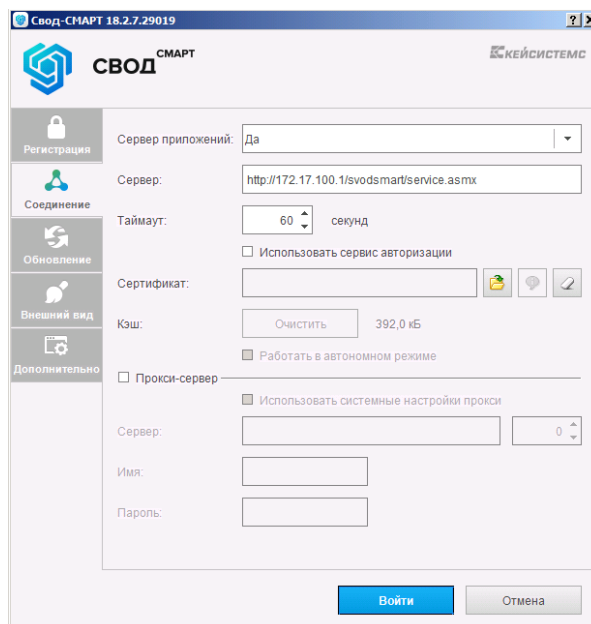 Свод-СМАРТ 18.2.7.29019
СВОД СМАРТ
КЕЙСИСТЕМС
Регистрация
Соединение
Обновление
Внешний вид
Дополнительно
Сервер приложений: Да
Сервер: http://172.17.100.1/svodsmart/service.asmx
Таймаут: 60 секунд
Использовать сервис авторизации
Сертификат:
Кэш: Очистить 392,0 кБ
Работать в автономном режиме
Прокси-сервер
Использовать системные настройки прокси
Сервер: 0
Имя:
Пароль:
Войти Отмена